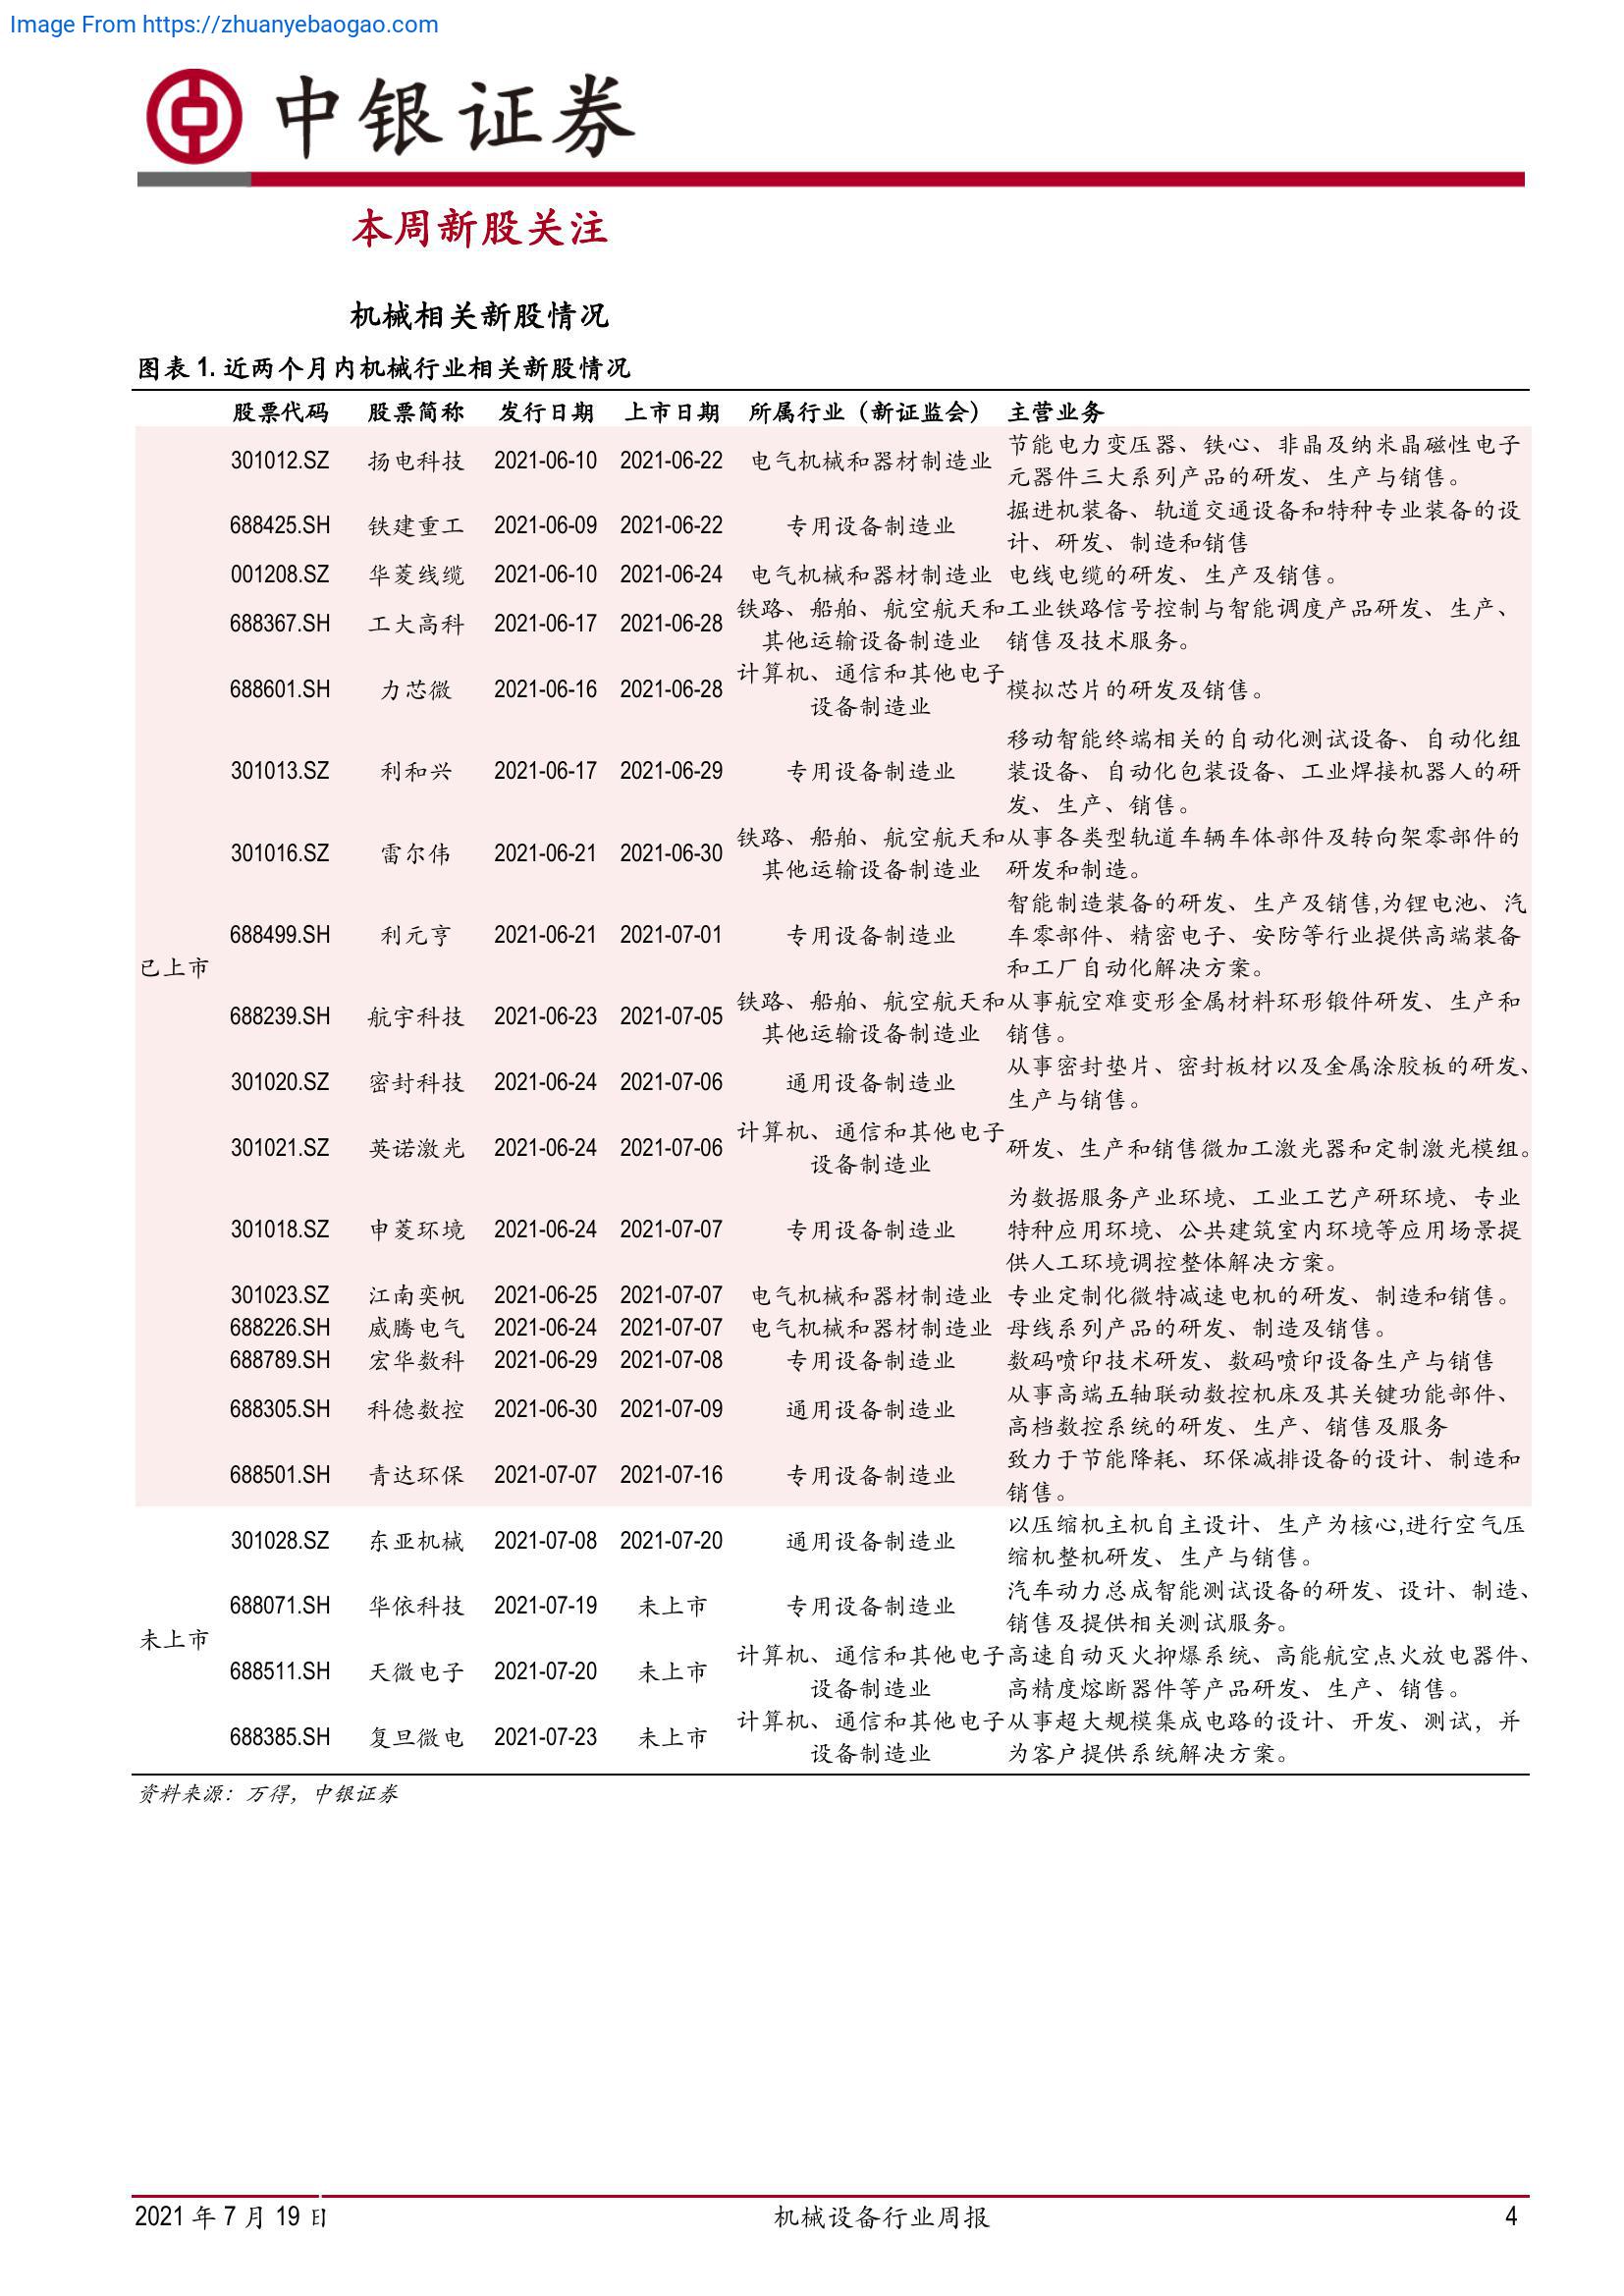 Image From https://zhuanyebaogao.com
中银证券
本周新股关注
机械相关新股情况
图表 1. 近两个月内机械行业相关新股情况
股票代码 股票简称 发行日期 上市日期 所属行业（新证监会） 主营业务
已上市
301012.SZ 扬电科技 2021-06-10 2021-06-22 电气机械和器材制造业 节能电力变压器、铁心、非晶及纳米晶磁性电子
元器件三大系列产品的研发、生产与销售。
688425.SH 铁建重工 2021-06-09 2021-06-22 专用设备制造业 掘进机装备、轨道交通设备和特种专业装备的设
计、研发、制造和销售
001208.SZ 华菱线缆 2021-06-10 2021-06-24 电气机械和器材制造业 电线电缆的研发、生产及销售。
688367.SH 工大高科 2021-06-17 2021-06-28 铁路、船舶、航空航天和 工业铁路信号控制与智能调度产品研发、生产、
其他运输设备制造业 销售及技术服务。
688601.SH 力芯微 2021-06-16 2021-06-28 计算机、通信和其他电子 模拟芯片的研发及销售。
设备制造业
301013.SZ 利和兴 2021-06-17 2021-06-29 专用设备制造业 移动智能终端相关的自动化测试设备、自动化组
装设备、自动化包装设备、工业焊接机器人的研
发、生产、销售。
301016.SZ 雷尔伟 2021-06-21 2021-06-30 铁路、船舶、航空航天和 从事各类型轨道车辆车体部件及转向架零部件的
其他运输设备制造业 研发和制造。
688499.SH 利元亨 2021-06-21 2021-07-01 专用设备制造业 智能制造装备的研发、生产及销售,为锂电池、汽
车零部件、精密电子、安防等行业提供高端装备
和工厂自动化解决方案。
688239.SH 航宇科技 2021-06-23 2021-07-05 铁路、船舶、航空航天和 从事航空难变形金属材料环形锻件研发、生产和
其他运输设备制造业 销售。
301020.SZ 密封科技 2021-06-24 2021-07-06 通用设备制造业 从事密封垫片、密封板材以及金属涂胶板的研发、
生产与销售。
301021.SZ 英诺激光 2021-06-24 2021-07-06 计算机、通信和其他电子 研发、生产和销售微加工激光器和定制激光模组。
设备制造业
301018.SZ 申菱环境 2021-06-24 2021-07-07 专用设备制造业 为数据服务产业环境、工业工艺产研环境、专业
特种应用环境、公共建筑室内环境等应用场景提
供人工环境调控整体解决方案。
301023.SZ 江南奕帆 2021-06-25 2021-07-07 电气机械和器材制造业 专业定制化微特减速电机的研发、制造和销售。
688226.SH 威腾电气 2021-06-24 2021-07-07 电气机械和器材制造业 母线系列产品的研发、制造及销售。
688789.SH 宏华数科 2021-06-29 2021-07-08 专用设备制造业 数码喷印技术研发、数码喷印设备生产与销售
688305.SH 科德数控 2021-06-30 2021-07-09 通用设备制造业 从事高端五轴联动数控机床及其关键功能部件、
高档数控系统的研发、生产、销售及服务
688501.SH 青达环保 2021-07-07 2021-07-16 专用设备制造业 致力于节能降耗、环保减排设备的设计、制造和
销售。
未上市
301028.SZ 东亚机械 2021-07-08 2021-07-20 通用设备制造业 以压缩机主机自主设计、生产为核心,进行空气压
缩机整机研发、生产与销售。
688071.SH 华依科技 2021-07-19 未上市 专用设备制造业 汽车动力总成智能测试设备的研发、设计、制造、
销售及提供相关测试服务。
688511.SH 天微电子 2021-07-20 未上市 计算机、通信和其他电子 高速自动灭火抑爆系统、高能航空点火放电器件、
设备制造业 高精度熔断器件等产品研发、生产、销售。
688385.SH 复旦微电 2021-07-23 未上市 计算机、通信和其他电子 从事超大规模集成电路的设计、开发、测试，并
设备制造业 为客户提供系统解决方案。
资料来源：万得，中银证券
2021 年 7 月 19 日 机械设备行业周报 4